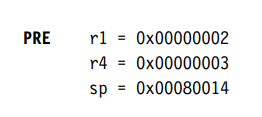 PRE r1 = 0x00000002
r4 = 0x00000003
sp = 0x00080014